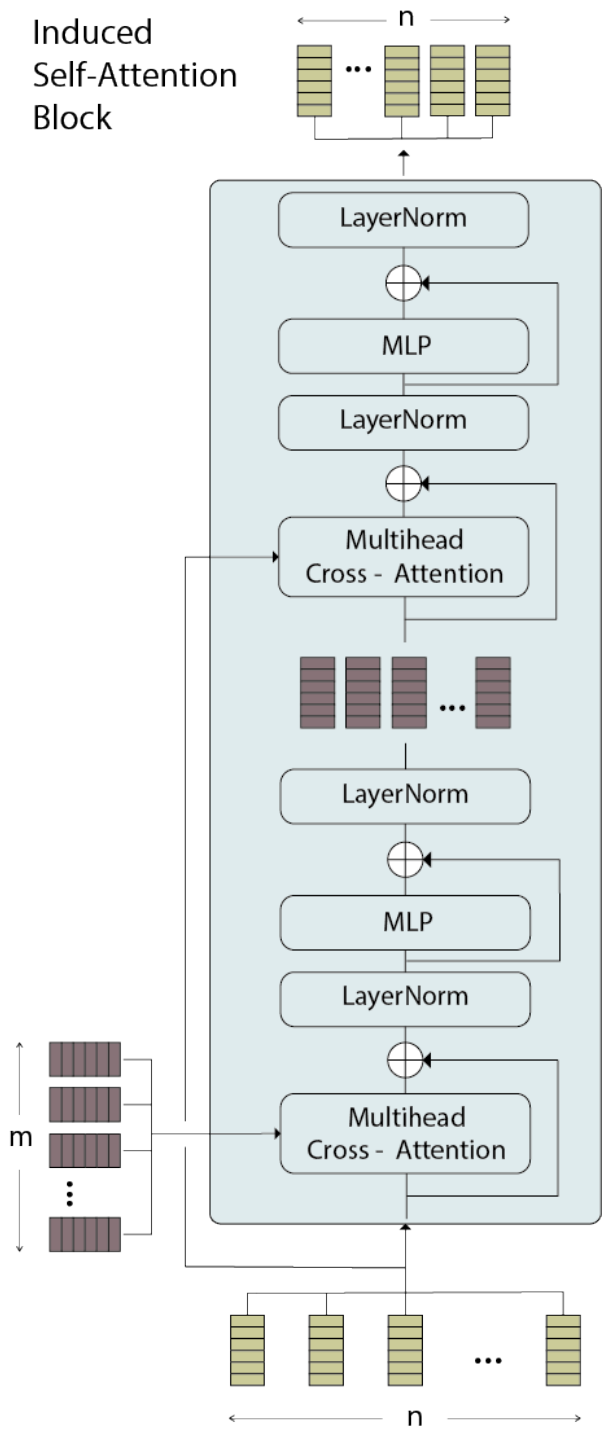 Induced
Self-Attention
Block
n
...
LayerNorm
MLP
LayerNorm
Multihead
Cross - Attention
...
LayerNorm
MLP
LayerNorm
Multihead
Cross - Attention
m
...
...
n